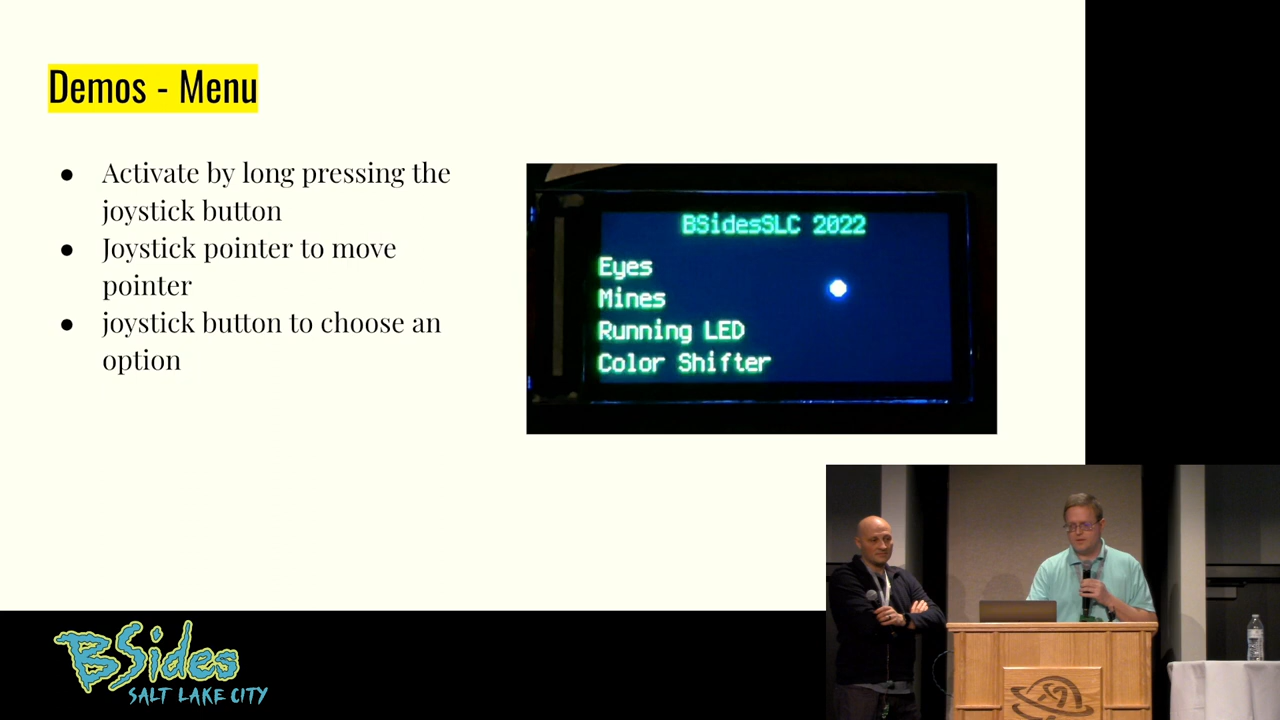 Demos - Menu
● Activate by long pressing the
joystick button
● Joystick pointer to move
pointer
● joystick button to choose an
option
BSidesSLC 2022
Eyes
Mines
Running LED
Color Shifter
BSides
SALT LAKE CITY